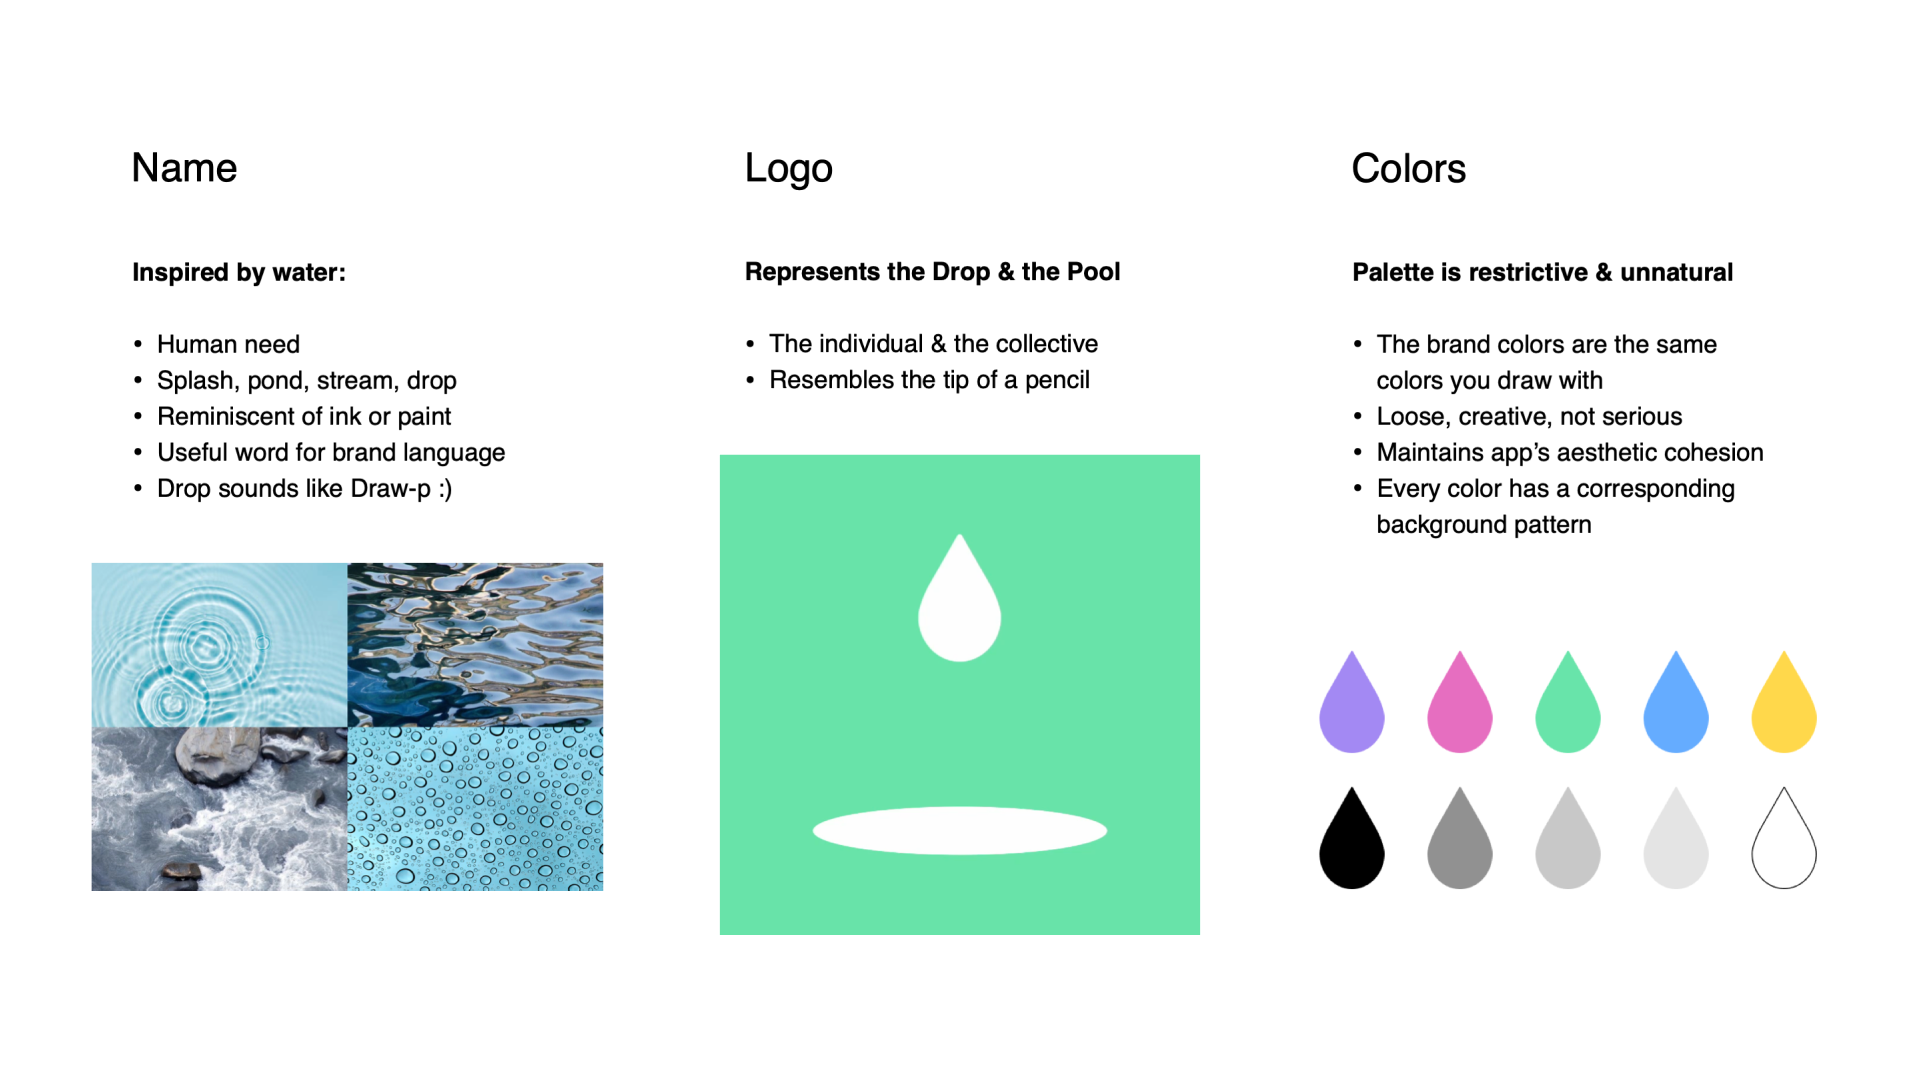 Name
Inspired by water:
• Human need
• Splash, pond, stream, drop
• Reminiscent of ink or paint
• Useful word for brand language
• Drop sounds like Draw-p :)
Logo
Represents the Drop & the Pool
• The individual & the collective
• Resembles the tip of a pencil
Colors
Palette is restrictive & unnatural
• The brand colors are the same
colors you draw with
• Loose, creative, not serious
• Maintains app’s aesthetic cohesion
• Every color has a corresponding
background pattern